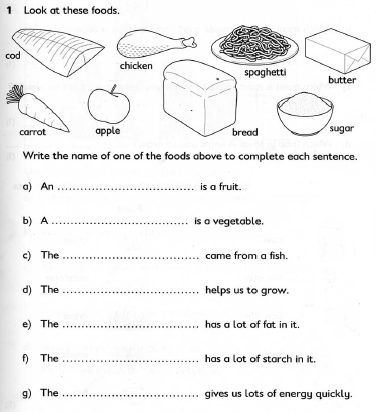 1 Look at these foods.
cod
chicken
spaghetti
butter
carrot
apple
bread
sugar
Write the name of one of the foods above to complete each sentence.
a) An .................................... is a fruit.
b) A .................................... is a vegetable.
c) The .................................... came from a fish.
d) The .................................... helps us to grow.
e) The .................................... has a lot of fat in it.
f) The .................................... has a lot of starch in it.
g) The .................................... gives us lots of energy quickly.